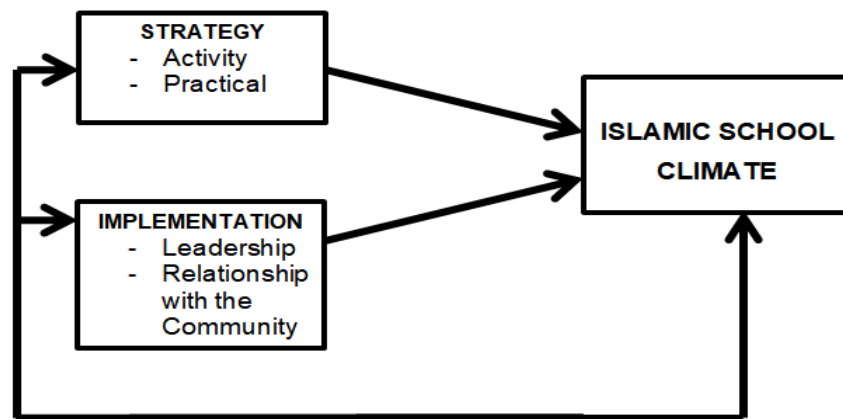 STRATEGY
- Activity
- Practical
ISLAMIC SCHOOL
CLIMATE
IMPLEMENTATION
- Leadership
- Relationship
with the
Community